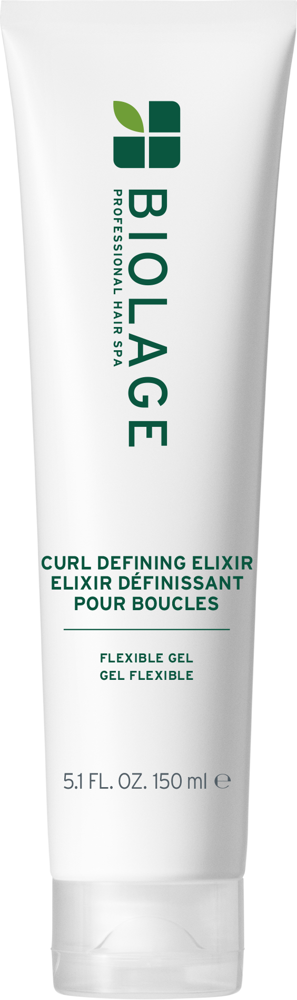 BIOLAGE
PROFESSIONAL HAIR SPA
CURL DEFINING ELIXIR
ELIXIR DÉFINISSANT
POUR BOUCLES
FLEXIBLE GEL
GEL FLEXIBLE
5.1 FL. OZ. 150 ml ℮